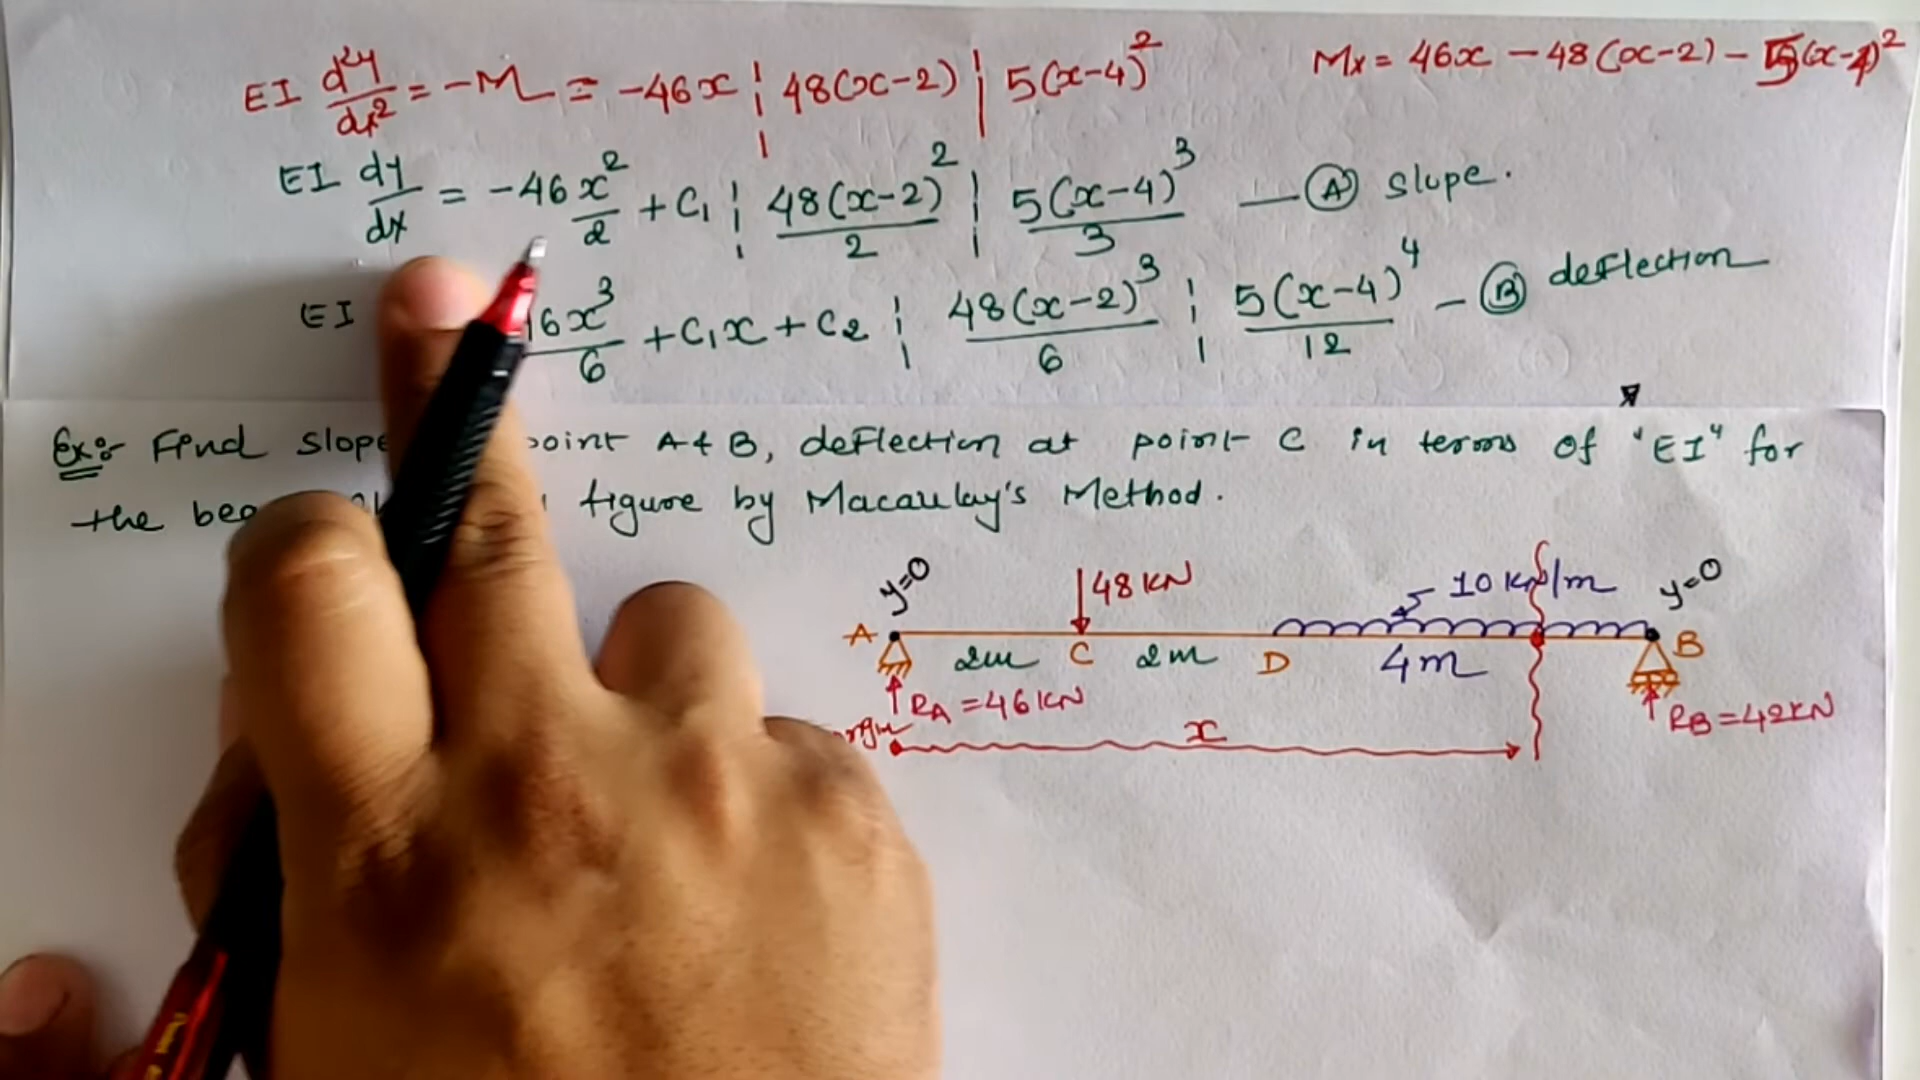 EI d²y/dx² = -M = -46x ¦ 48(x-2) ¦ 5(x-4)²
Mx = 46x - 48(x-2) - 5(x-4)²
EI dy/dx = -46 x²/2 + C₁ ¦ 48(x-2)²/2 ¦ 5(x-4)³/3 — Ⓐ slope.
EI 6x³/6 + C₁x + C₂ ¦ 48(x-2)³/6 ¦ 5(x-4)⁴/12 — Ⓑ deflection
Ex:- Find slope point A & B, deflection at point C in terms of "EI" for
the figure by Macaulay's Method.
y=0 48 KN 10 KN/m y=0
A 2m C 2m D 4m B
RA = 46 KN RB = 42 KN
x